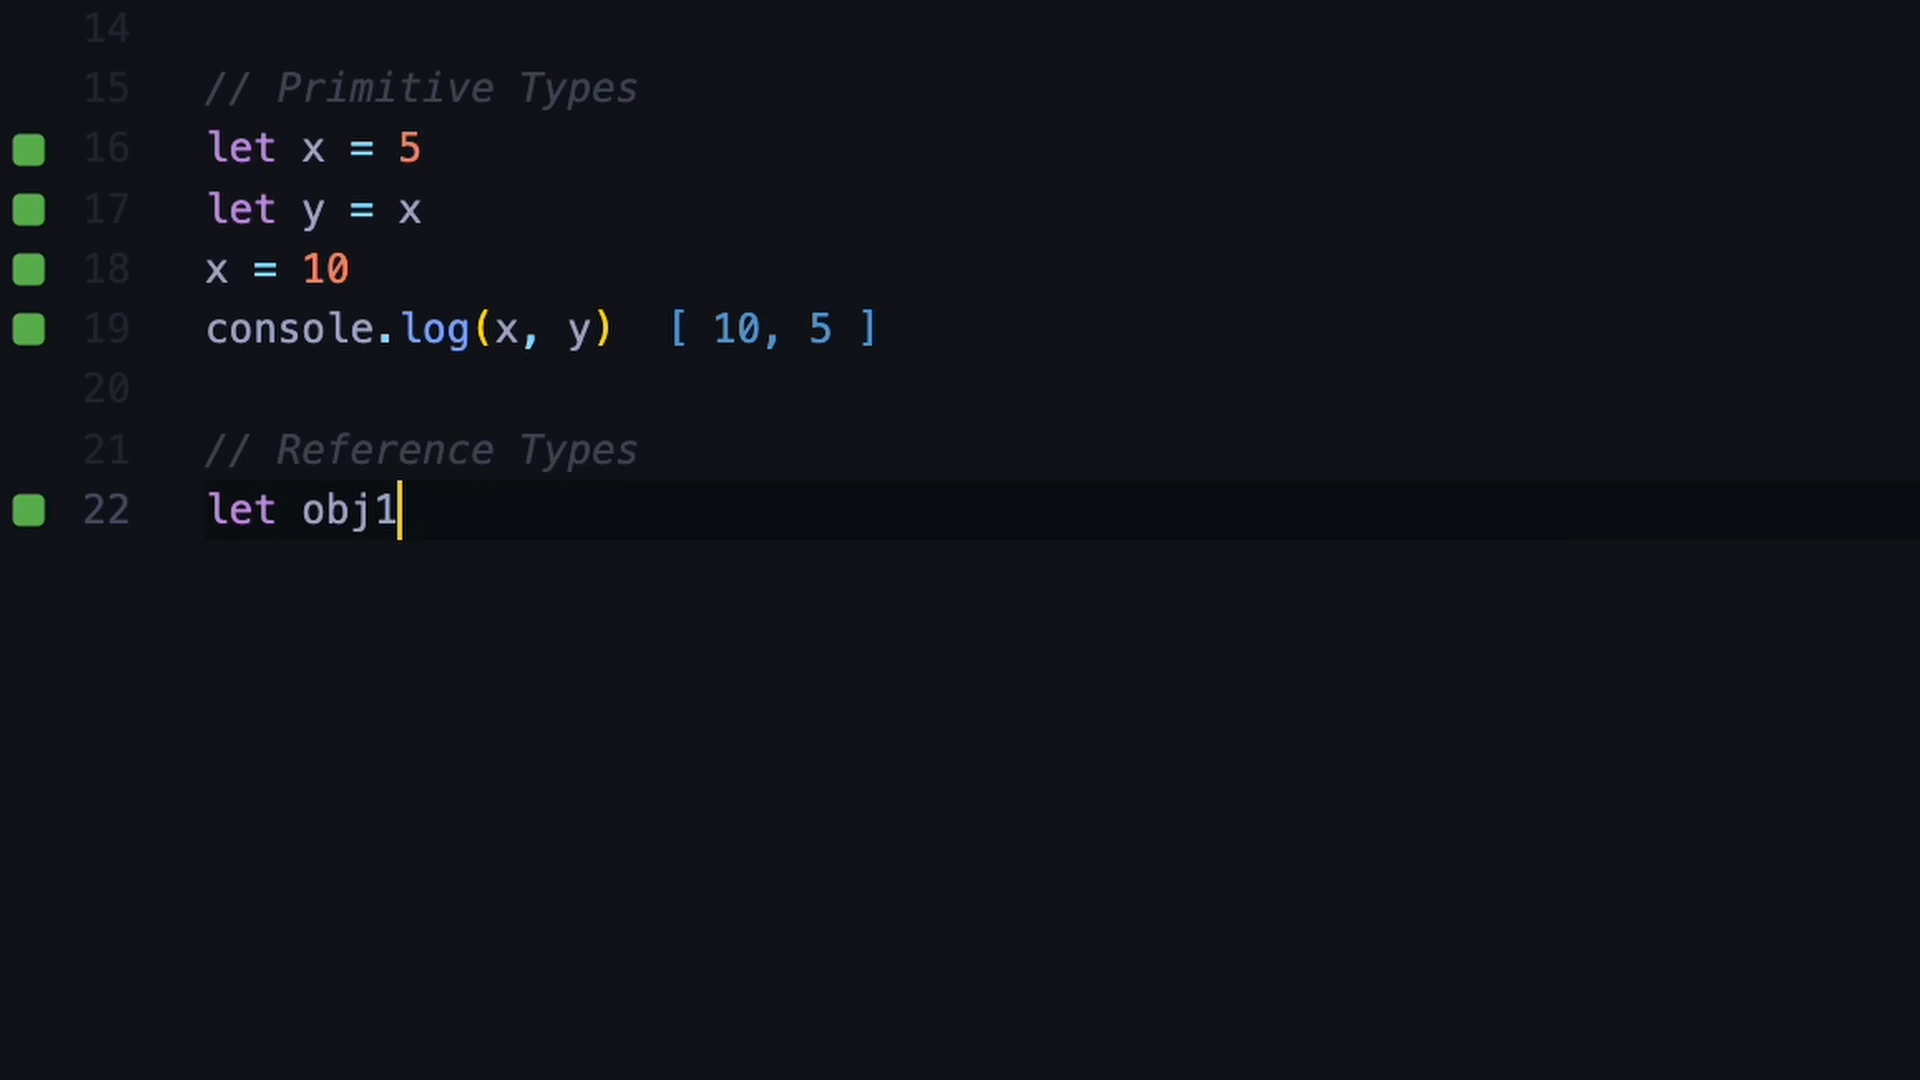 14
15 // Primitive Types
16 let x = 5
17 let y = x
18 x = 10
19 console.log(x, y) [ 10, 5 ]
20
21 // Reference Types
22 let obj1